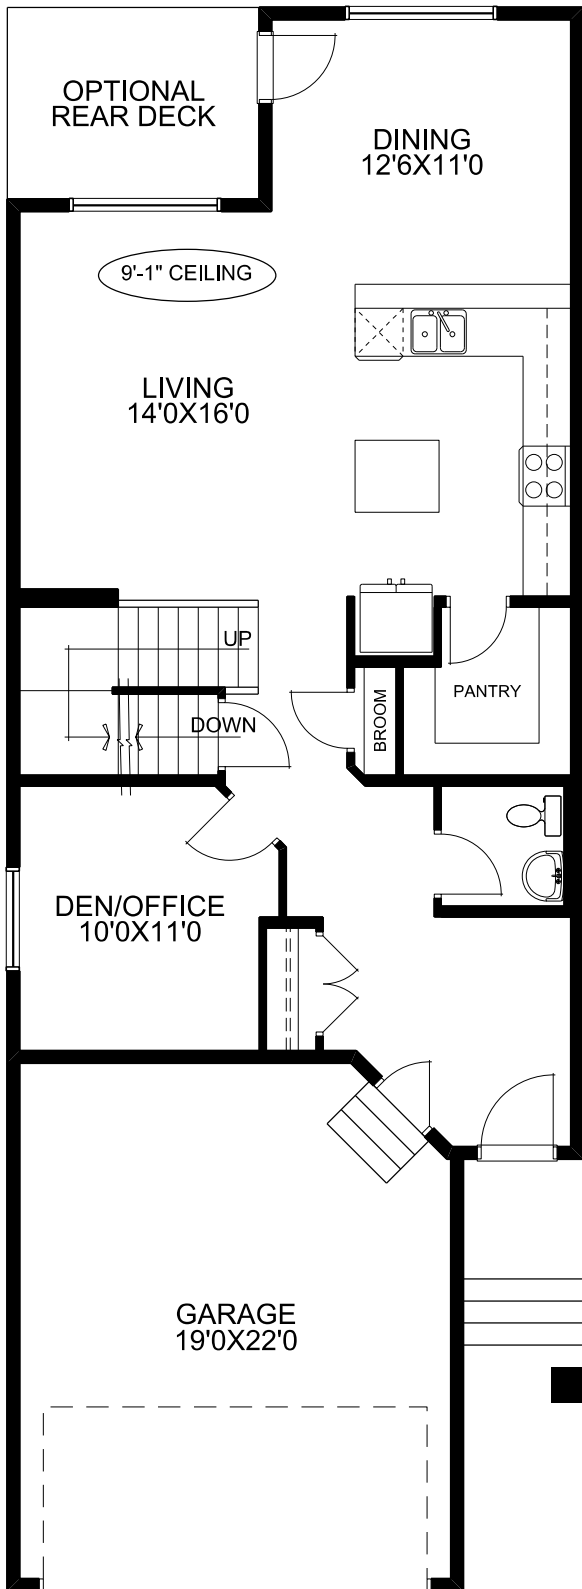 OPTIONAL
REAR DECK
DINING
12'6X11'0
9'-1" CEILING
LIVING
14'0X16'0
UP
DOWN
BROOM
PANTRY
DEN/OFFICE
10'0X11'0
GARAGE
19'0X22'0